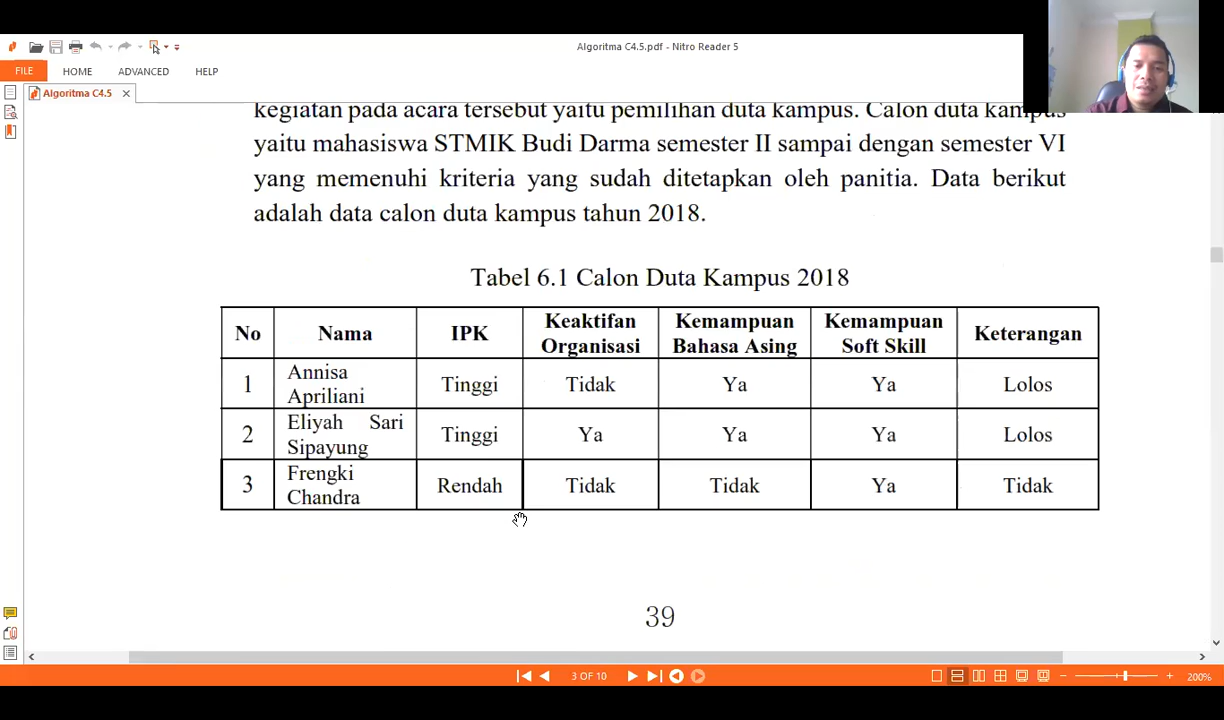 Algoritma C4.5.pdf - Nitro Reader 5
FILE HOME ADVANCED HELP
Algoritma C4.5
kegiatan pada acara tersebut yaitu pemilihan duta kampus. Calon duta kampus
yaitu mahasiswa STMIK Budi Darma semester II sampai dengan semester VI
yang memenuhi kriteria yang sudah ditetapkan oleh panitia. Data berikut
adalah data calon duta kampus tahun 2018.
Tabel 6.1 Calon Duta Kampus 2018
No Nama IPK Keaktifan Organisasi Kemampuan Bahasa Asing Kemampuan Soft Skill Keterangan
1 Annisa Apriliani Tinggi Tidak Ya Ya Lolos
2 Eliyah Sari Sipayung Tinggi Ya Ya Ya Lolos
3 Frengki Chandra Rendah Tidak Tidak Ya Tidak
39
3 OF 10
200%